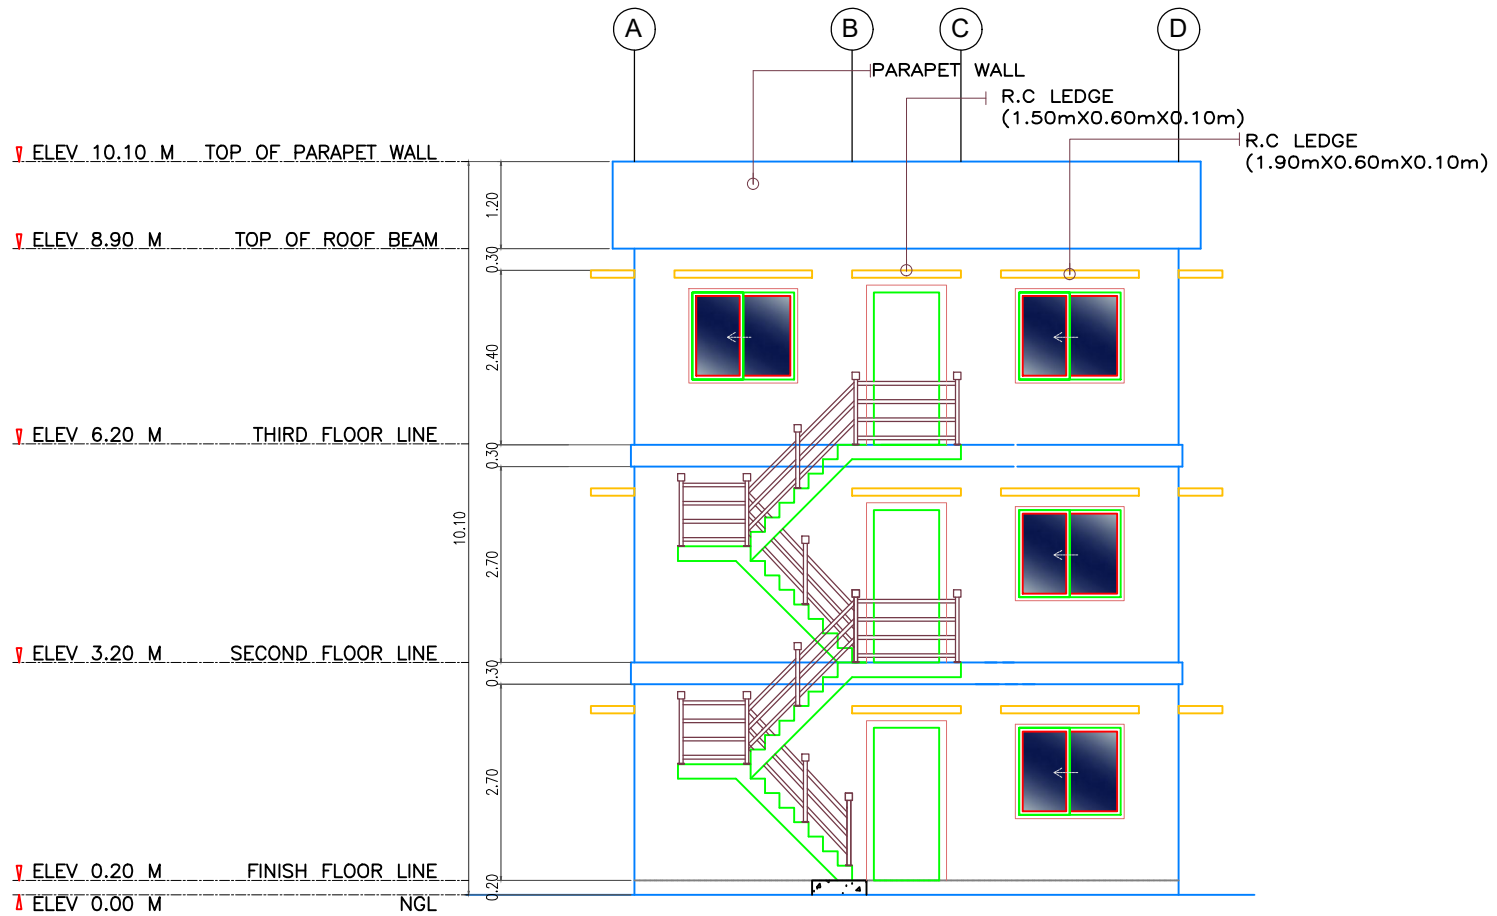 A
B
C
D
PARAPET WALL
R.C LEDGE
(1.50mX0.60mX0.10m)
R.C LEDGE
(1.90mX0.60mX0.10m)
ELEV 10.10 M TOP OF PARAPET WALL
1.20
ELEV 8.90 M TOP OF ROOF BEAM
0.30
2.40
ELEV 6.20 M THIRD FLOOR LINE
0.30
10.10
2.70
ELEV 3.20 M SECOND FLOOR LINE
0.30
2.70
ELEV 0.20 M FINISH FLOOR LINE
0.20
ELEV 0.00 M NGL